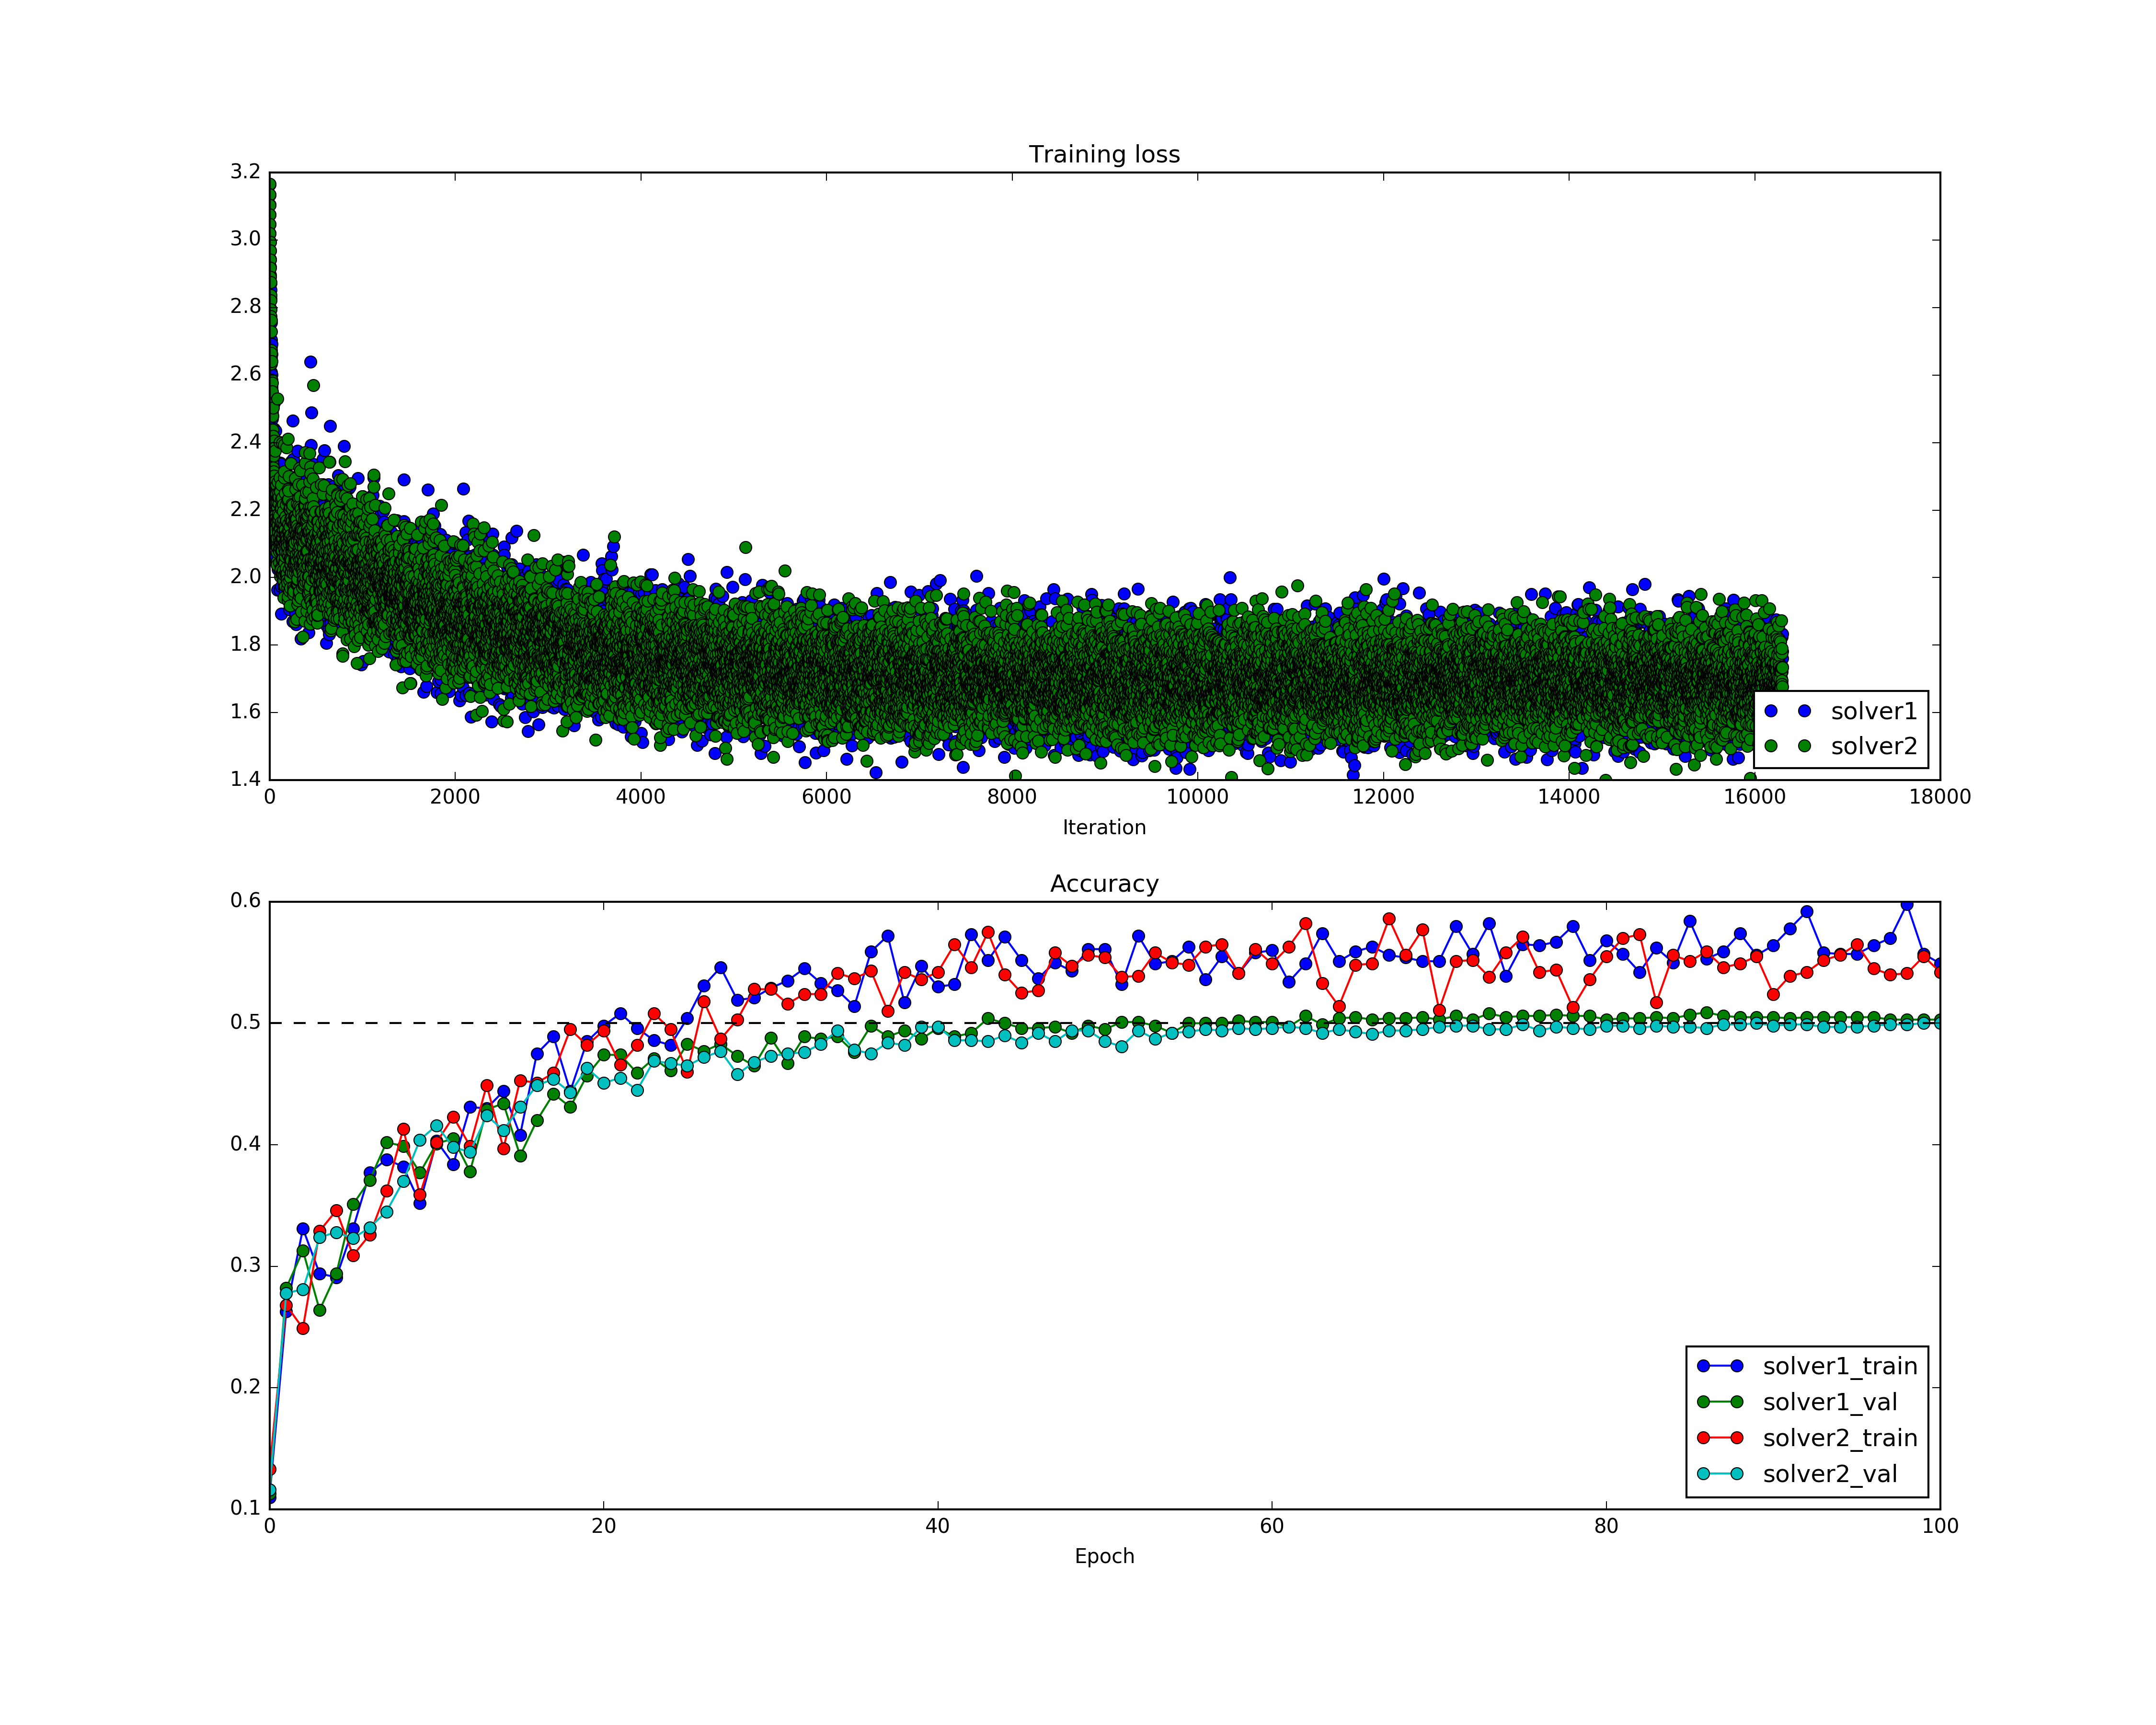 Training loss
3.2
3.0
2.8
2.6
2.4
2.2
2.0
1.8
1.6
1.4
solver1
solver2
0 2000 4000 6000 8000 10000 12000 14000 16000 18000
Iteration
Accuracy
0.6
0.5
0.4
0.3
0.2
0.1
solver1_train
solver1_val
solver2_train
solver2_val
0 20 40 60 80 100
Epoch